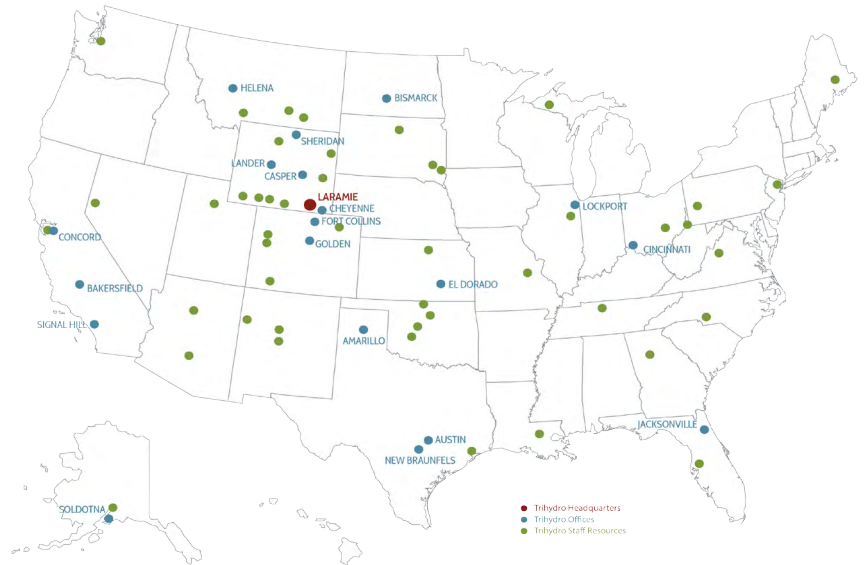 HELENA
BISMARCK
SHERIDAN
LANDER
CASPER
LARAMIE
CHEYENNE
FORT COLLINS
LOCKPORT
CONCORD
GOLDEN
CINCINNATI
BAKERSFIELD
EL DORADO
SIGNAL HILL
AMARILLO
JACKSONVILLE
AUSTIN
NEW BRAUNFELS
SOLDOTNA
Trihydro Headquarters
Trihydro Offices
Trihydro Staff Resources